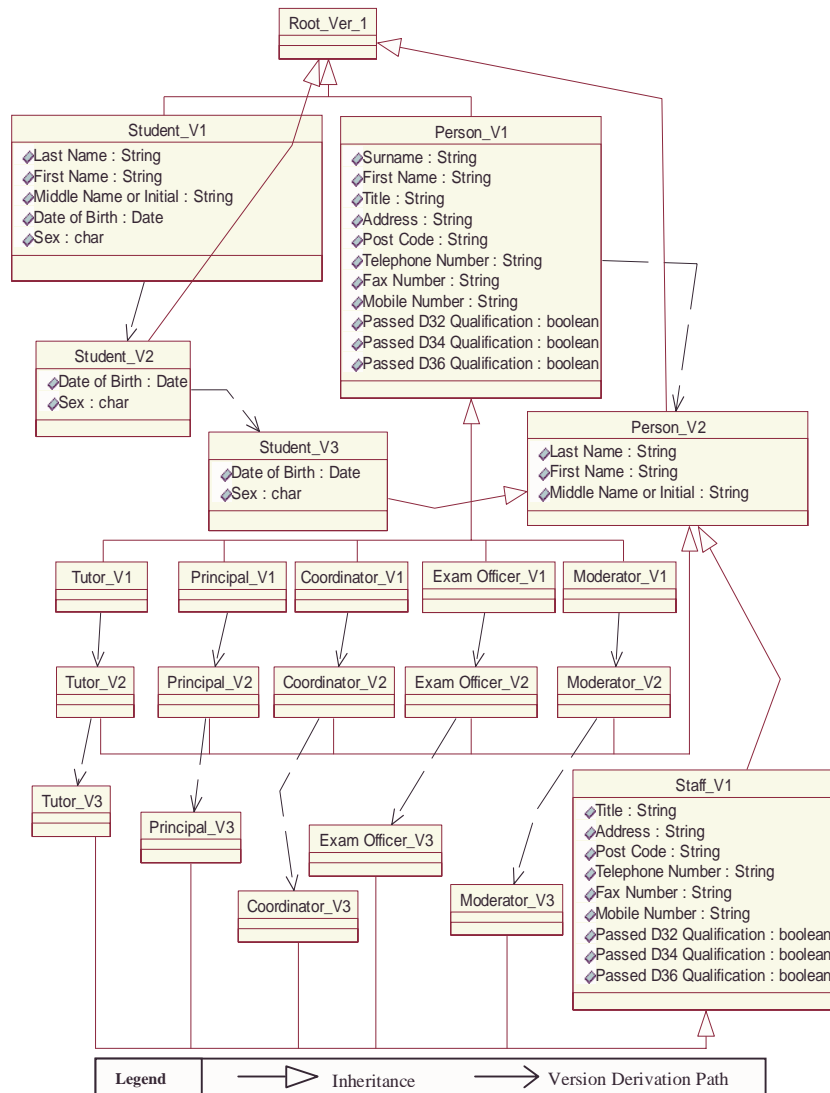 Root_Ver_1
Student_V1
Last Name : String
First Name : String
Middle Name or Initial : String
Date of Birth : Date
Sex : char
Person_V1
Surname : String
First Name : String
Title : String
Address : String
Post Code : String
Telephone Number : String
Fax Number : String
Mobile Number : String
Passed D32 Qualification : boolean
Passed D34 Qualification : boolean
Passed D36 Qualification : boolean
Student_V2
Date of Birth : Date
Sex : char
Student_V3
Date of Birth : Date
Sex : char
Person_V2
Last Name : String
First Name : String
Middle Name or Initial : String
Tutor_V1
Principal_V1
Coordinator_V1
Exam Officer_V1
Moderator_V1
Tutor_V2
Principal_V2
Coordinator_V2
Exam Officer_V2
Moderator_V2
Tutor_V3
Principal_V3
Coordinator_V3
Exam Officer_V3
Moderator_V3
Staff_V1
Title : String
Address : String
Post Code : String
Telephone Number : String
Fax Number : String
Mobile Number : String
Passed D32 Qualification : boolean
Passed D34 Qualification : boolean
Passed D36 Qualification : boolean
Legend
Inheritance
Version Derivation Path